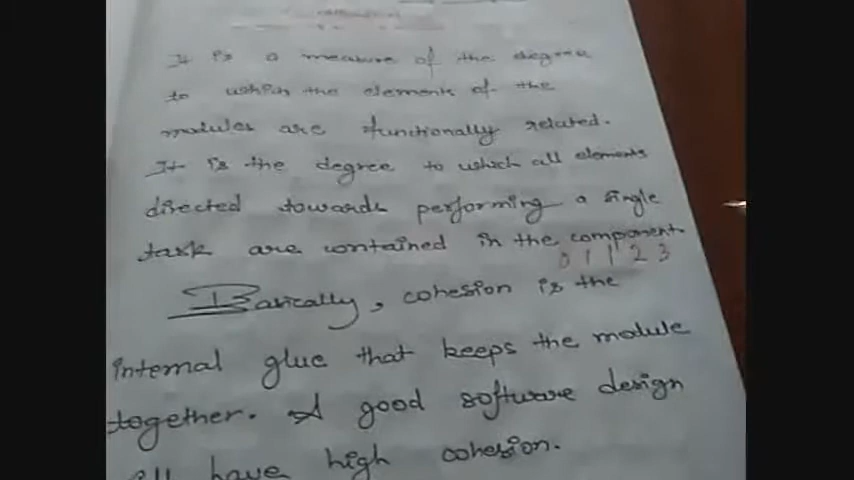 It is a measure of the degree
to which the elements of the
modules are functionally related.
It is the degree to which all elements
directed towards performing a single
task are contained in the component.
0 1 1 2 3
Basically, cohesion is the
internal glue that keeps the module
together. A good software design
have high cohesion.